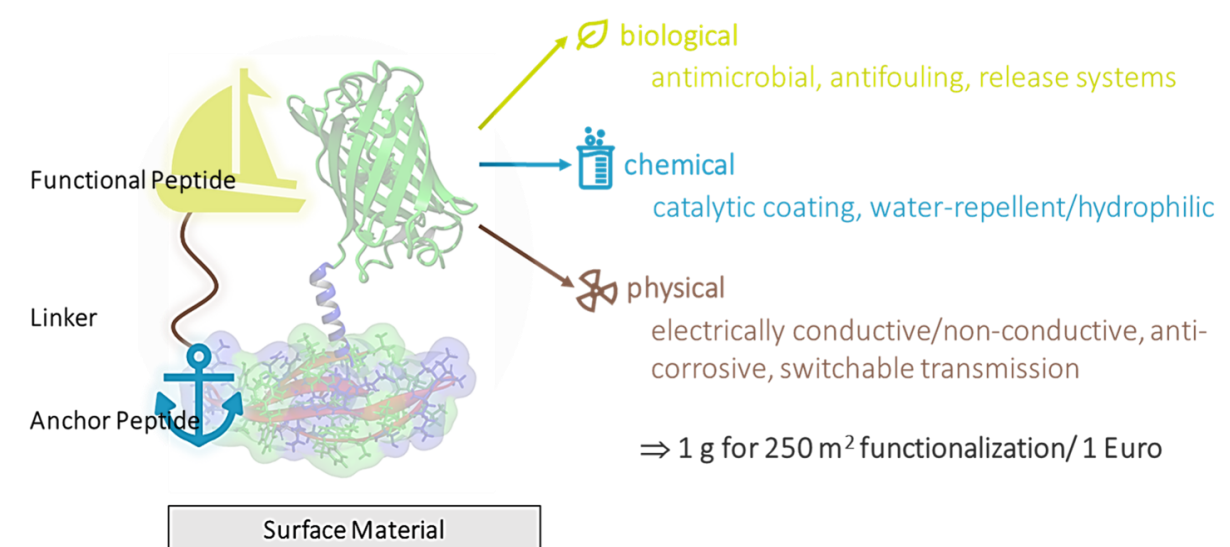 biological
antimicrobial, antifouling, release systems
Functional Peptide
chemical
catalytic coating, water-repellent/hydrophilic
physical
Linker
electrically conductive/non-conductive, anti-
corrosive, switchable transmission
Anchor Peptide
⇒ 1 g for 250 m² functionalization/ 1 Euro
Surface Material